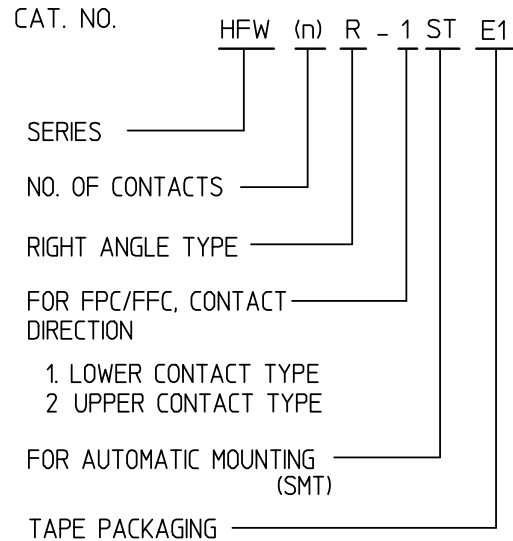 CAT. NO.
HFW (n) R - 1 ST E1
SERIES
NO. OF CONTACTS
RIGHT ANGLE TYPE
FOR FPC/FFC, CONTACT
DIRECTION
1. LOWER CONTACT TYPE
2 UPPER CONTACT TYPE
FOR AUTOMATIC MOUNTING
(SMT)
TAPE PACKAGING